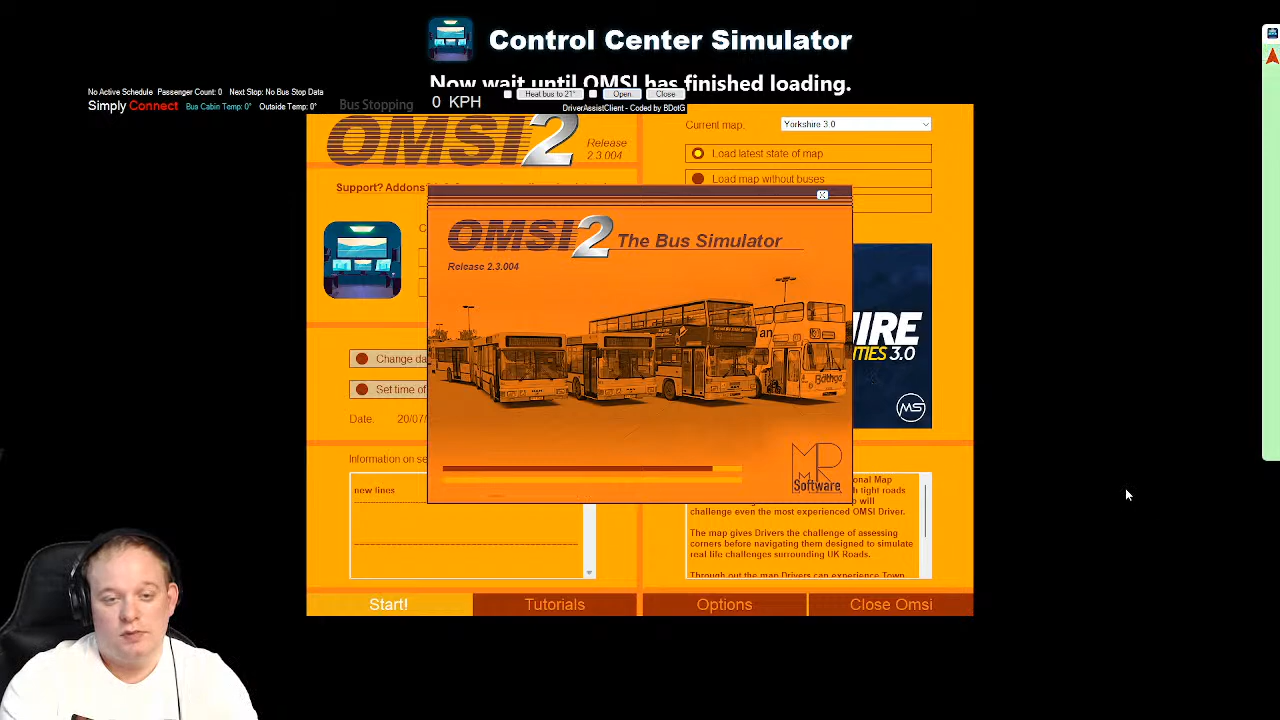 Control Center Simulator
Now wait until OMSI has finished loading.
No Active Schedule Passenger Count: 0 Next Stop: No Bus Stop Data
Simply Connect Bus Cabin Temp: 0° Outside Temp: 0°
Bus Stopping 0 KPH
Heat bus to 21° Open Close
DriverAssistClient - Coded by BDotG
OMSI 2
Release
2.3.004
Support? Addons
Current map: Yorkshire 3.0
Load latest state of map
Load map without buses
X
OMSI 2 The Bus Simulator
Release 2.3.004
MR
Software
HIRE
TIES 3.0
MS
Change da
Set time of
Date: 20/07/
Information on se
new lines
onal Map
h tight roads
p will
challenge even the most experienced OMSI Driver.
The map gives Drivers the challenge of assessing
corners before navigating them designed to simulate
real life challenges surrounding UK Roads.
Through out the map Drivers can experience Town
Start!
Tutorials
Options
Close Omsi